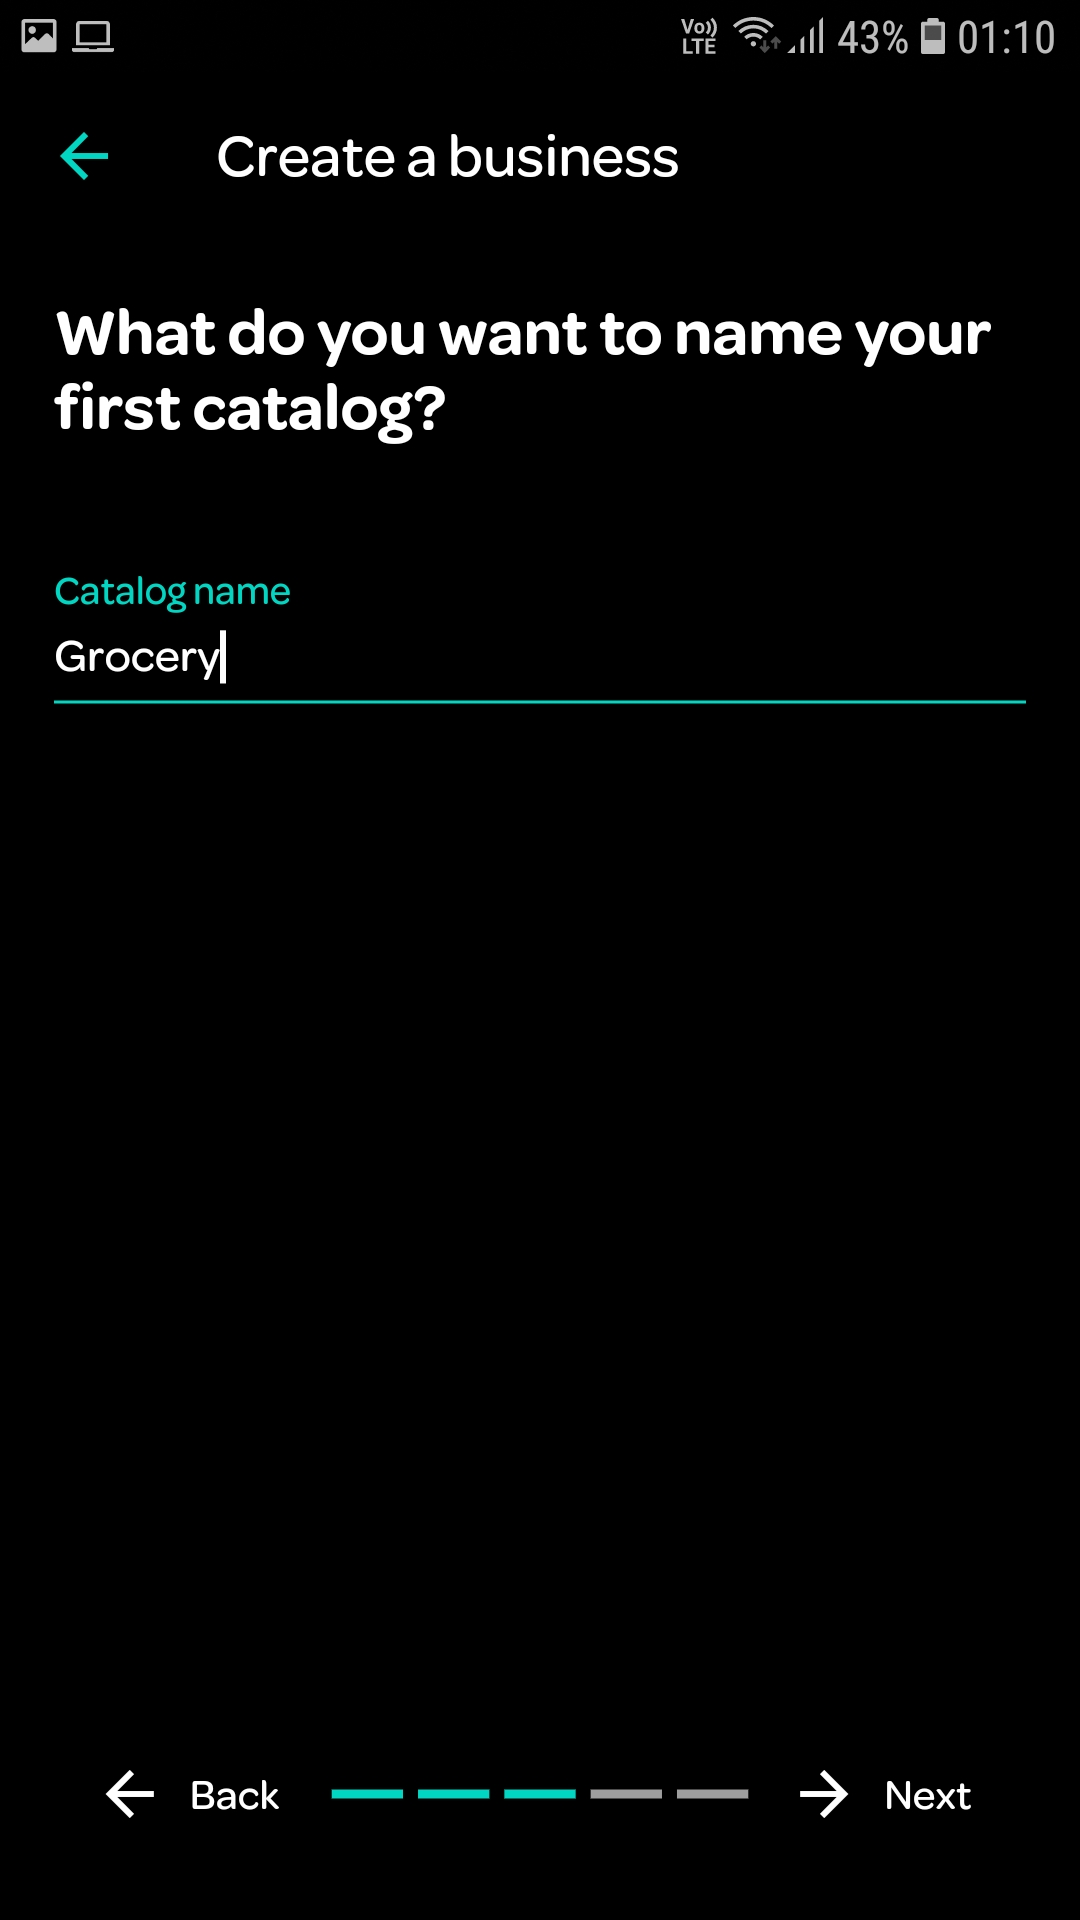 Vo)) LTE 43% 01:10
Create a business
What do you want to name your
first catalog?
Catalog name
Grocery
Back Next